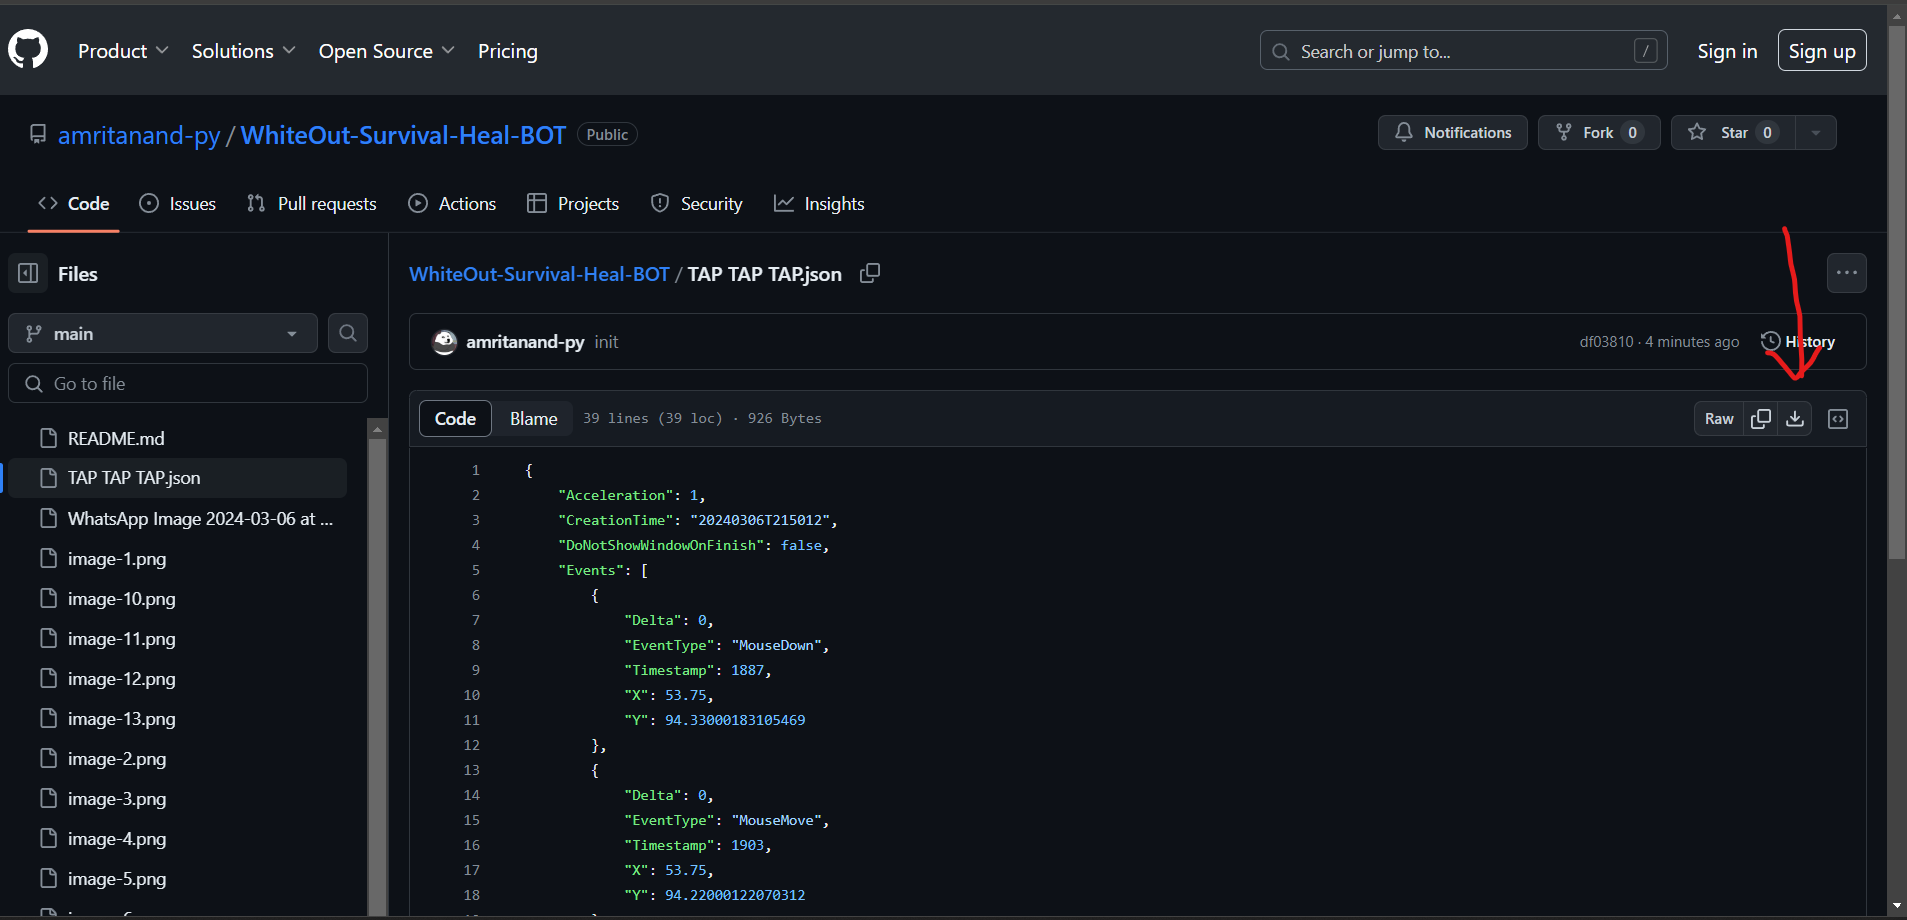 Product Solutions Open Source Pricing Search or jump to... / Sign in Sign up
amritanand-py / WhiteOut-Survival-Heal-BOT Public Notifications Fork 0 Star 0
Code Issues Pull requests Actions Projects Security Insights
Files
main
Go to file
README.md
TAP TAP TAP.json
WhatsApp Image 2024-03-06 at ...
image-1.png
image-10.png
image-11.png
image-12.png
image-13.png
image-2.png
image-3.png
image-4.png
image-5.png
WhiteOut-Survival-Heal-BOT / TAP TAP TAP.json
amritanand-py init df03810 · 4 minutes ago History
Code Blame 39 lines (39 loc) · 926 Bytes Raw
1 {
2 "Acceleration": 1,
3 "CreationTime": "20240306T215012",
4 "DoNotShowWindowOnFinish": false,
5 "Events": [
6 {
7 "Delta": 0,
8 "EventType": "MouseDown",
9 "Timestamp": 1887,
10 "X": 53.75,
11 "Y": 94.33000183105469
12 },
13 {
14 "Delta": 0,
15 "EventType": "MouseMove",
16 "Timestamp": 1903,
17 "X": 53.75,
18 "Y": 94.22000122070312